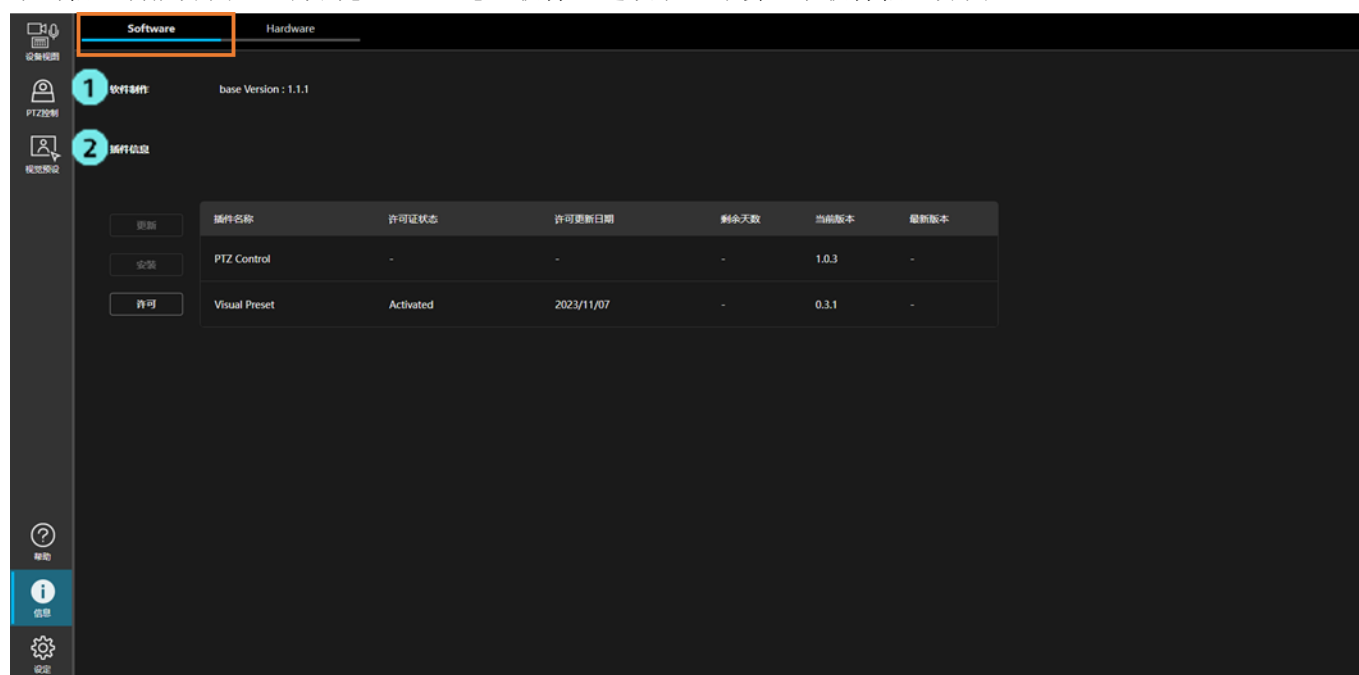 Software Hardware
设备视图
1 软件制作: base Version : 1.1.1
PTZ控制
2 插件信息
视觉预设
更新
安装
许可
插件名称 许可证状态 许可更新日期 剩余天数 当前版本 最新版本
PTZ Control - - - 1.0.3 -
Visual Preset Activated 2023/11/07 - 0.3.1 -
帮助
信息
设定